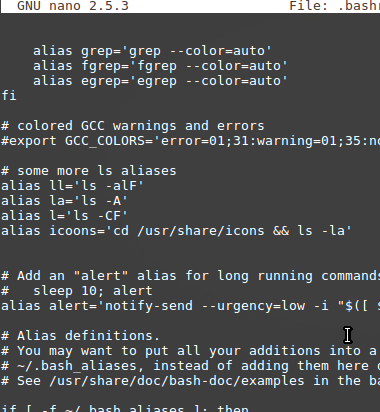 GNU nano 2.5.3 File: .bash
alias grep='grep --color=auto'
alias fgrep='fgrep --color=auto'
alias egrep='egrep --color=auto'
fi
# colored GCC warnings and errors
#export GCC_COLORS='error=01;31:warning=01;35:no
# some more ls aliases
alias ll='ls -alF'
alias la='ls -A'
alias l='ls -CF'
alias icoons='cd /usr/share/icons && ls -la'
# Add an "alert" alias for long running commands
#   sleep 10; alert
alias alert='notify-send --urgency=low -i "$([ $
# Alias definitions.
# You may want to put all your additions into a
# ~/.bash_aliases, instead of adding them here d
# See /usr/share/doc/bash-doc/examples in the ba
if [ -f ~/.bash_aliases ]; then